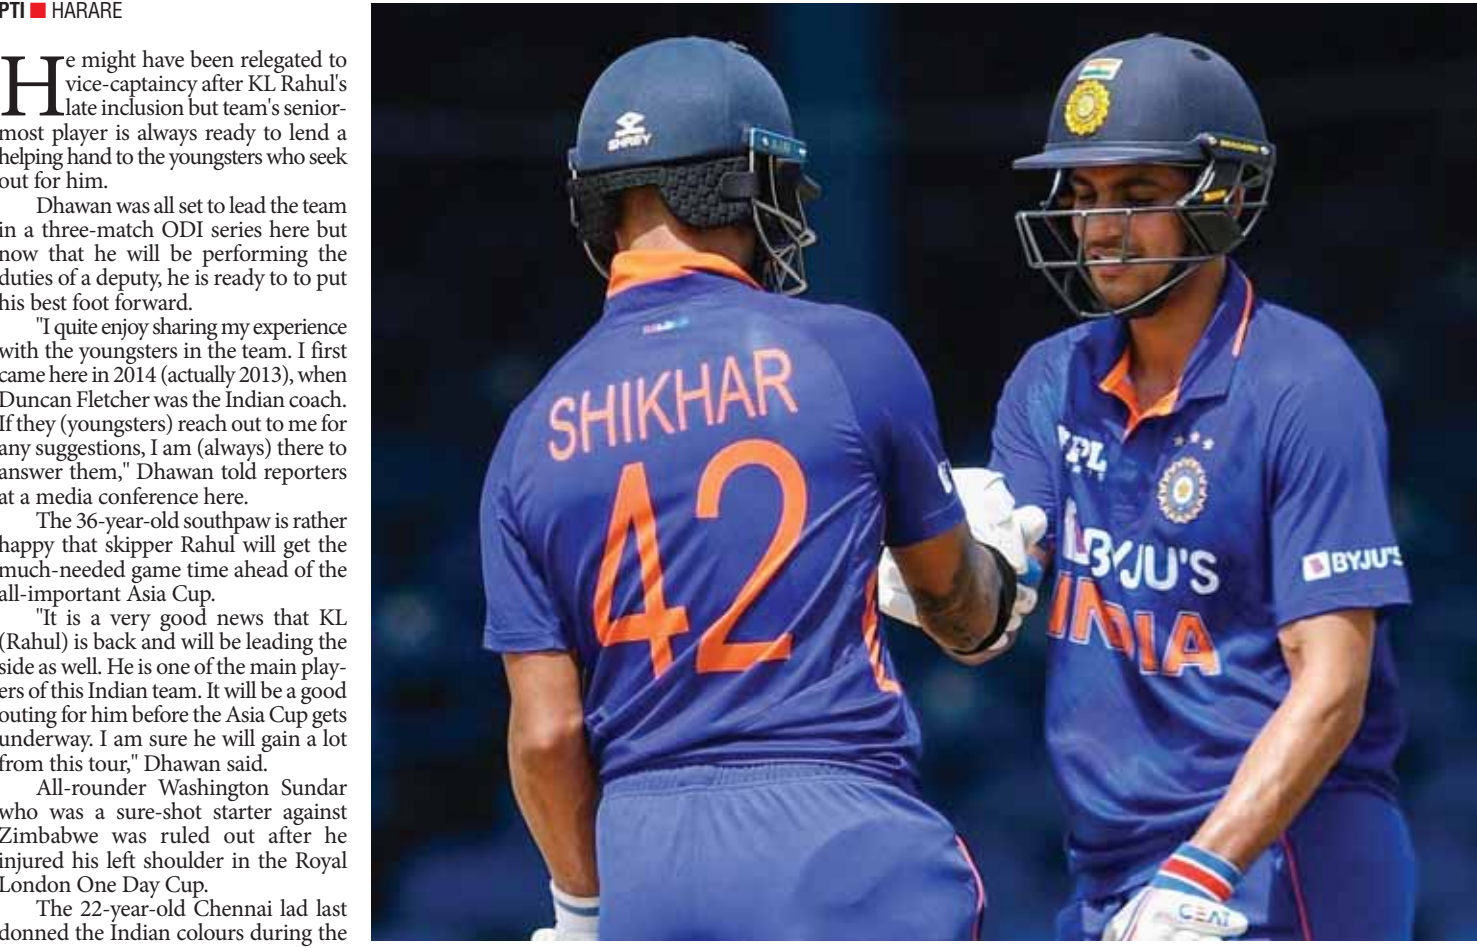 PTI ■ HARARE
He might have been relegated to
vice-captaincy after KL Rahul's
late inclusion but team's senior-
most player is always ready to lend a
helping hand to the youngsters who seek
out for him.
Dhawan was all set to lead the team
in a three-match ODI series here but
now that he will be performing the
duties of a deputy, he is ready to to put
his best foot forward.
"I quite enjoy sharing my experience
with the youngsters in the team. I first
came here in 2014 (actually 2013), when
Duncan Fletcher was the Indian coach.
If they (youngsters) reach out to me for
any suggestions, I am (always) there to
answer them," Dhawan told reporters
at a media conference here.
The 36-year-old southpaw is rather
happy that skipper Rahul will get the
much-needed game time ahead of the
all-important Asia Cup.
"It is a very good news that KL
(Rahul) is back and will be leading the
side as well. He is one of the main play-
ers of this Indian team. It will be a good
outing for him before the Asia Cup gets
underway. I am sure he will gain a lot
from this tour," Dhawan said.
All-rounder Washington Sundar
who was a sure-shot starter against
Zimbabwe was ruled out after he
injured his left shoulder in the Royal
London One Day Cup.
The 22-year-old Chennai lad last
donned the Indian colours during the
SHREY
SHIKHAR
42
MPL
BYJU'S
INDIA
BYJU'S
CEAT